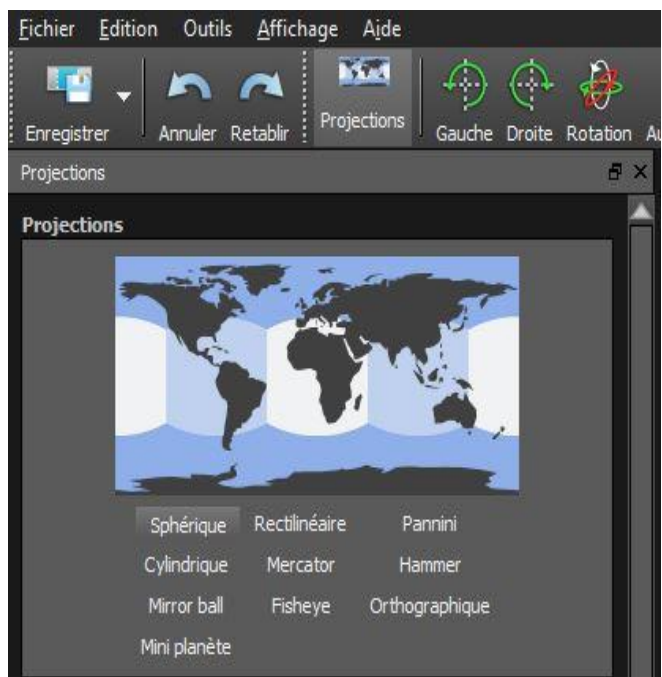 Fichier Edition Outils Affichage Aide
Enregistrer Annuler Retablir Projections Gauche Droite Rotation Au
Projections
Projections
Sphérique Rectilinéaire Pannini
Cylindrique Mercator Hammer
Mirror ball Fisheye Orthographique
Mini planète